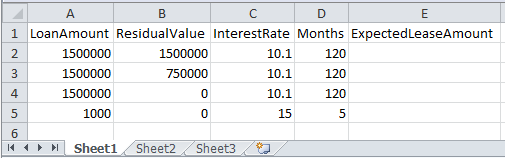 A B C D E
1 LoanAmount ResidualValue InterestRate Months ExpectedLeaseAmount
2 1500000 1500000 10.1 120
3 1500000 750000 10.1 120
4 1500000 0 10.1 120
5 1000 0 15 5
6
Sheet1 Sheet2 Sheet3